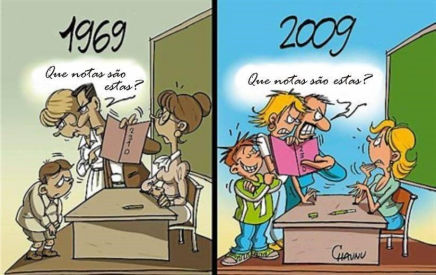 1969
Que notas são
estas?
2009
Que notas são estas?
CHAUNU